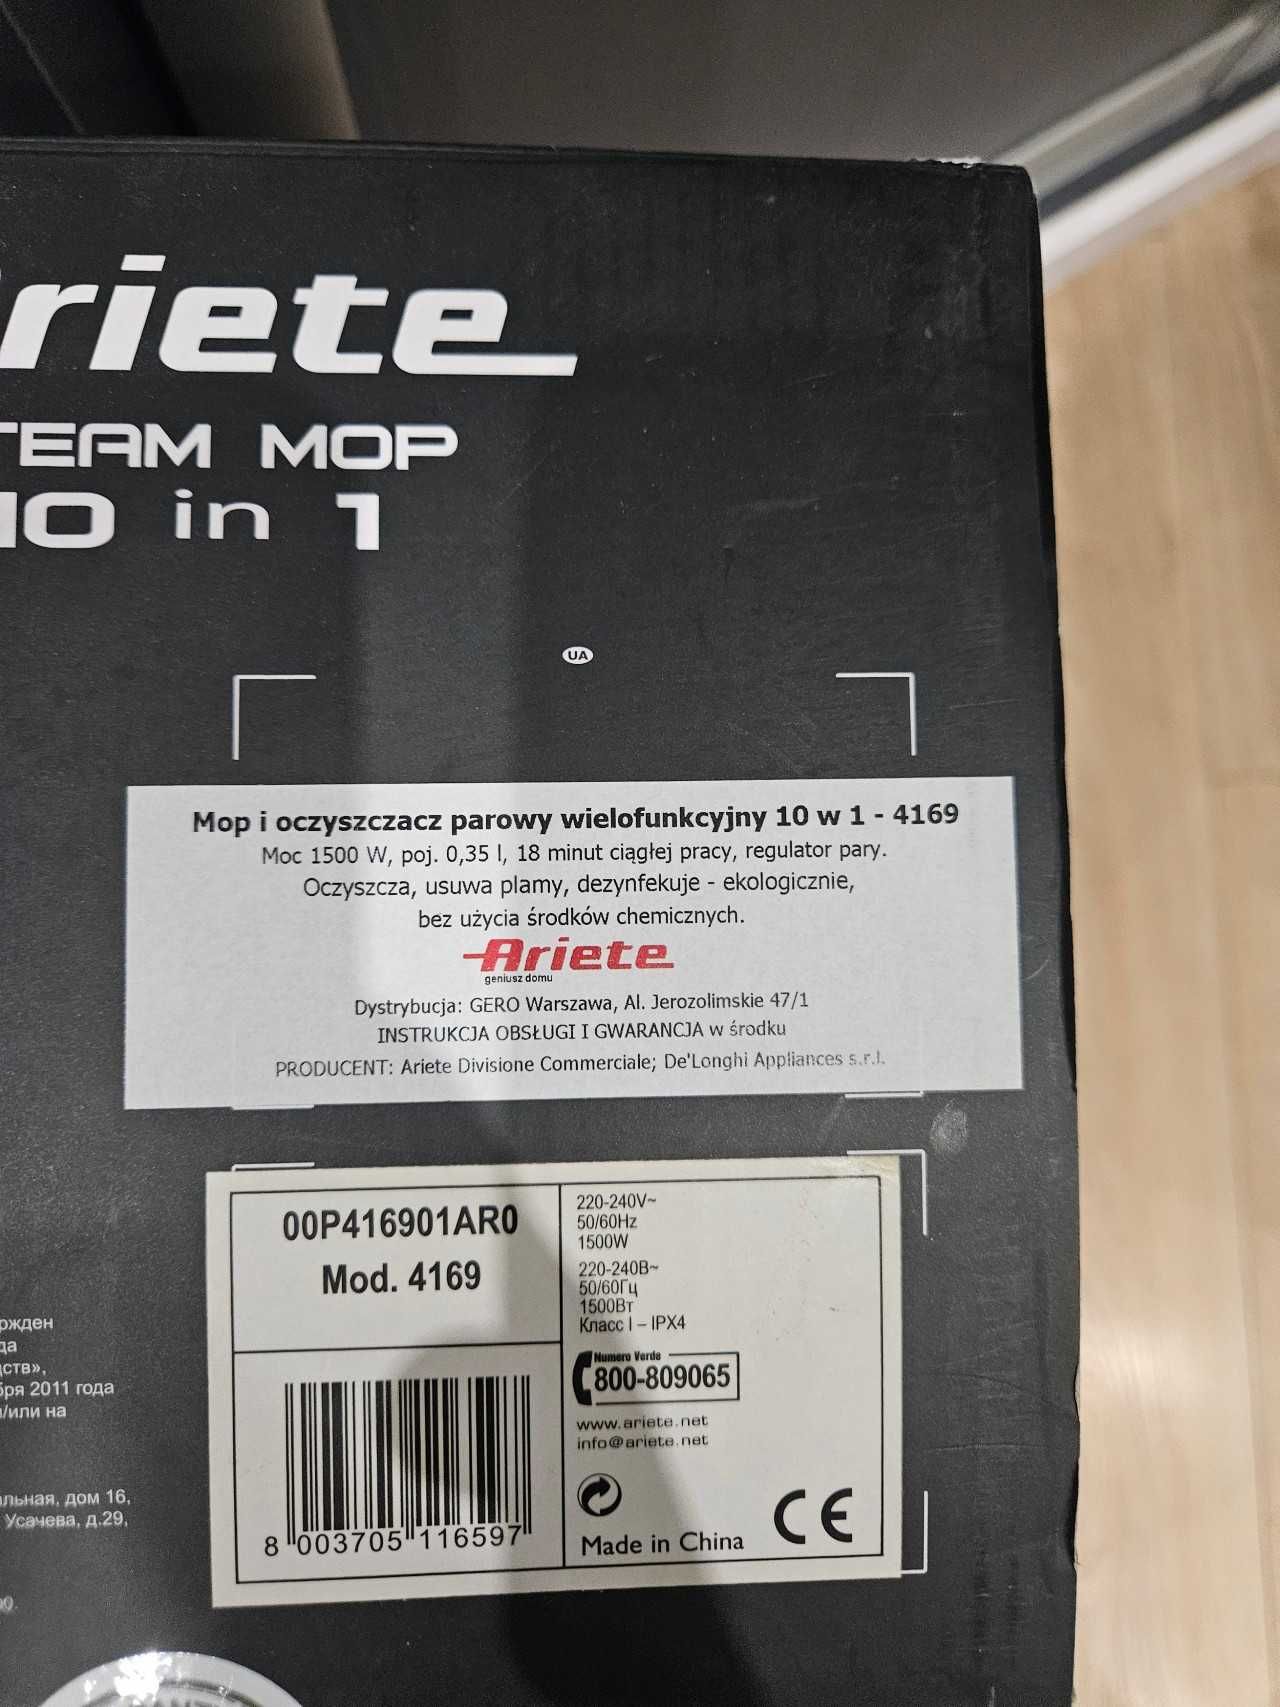 riete
TEAM MOP
10 in 1
UA
Mop i oczyszczacz parowy wielofunkcyjny 10 w 1 - 4169
Moc 1500 W, poj. 0,35 l, 18 minut ciągłej pracy, regulator pary.
Oczyszcza, usuwa plamy, dezynfekuje - ekologicznie,
bez użycia środków chemicznych.
Ariete
geniusz domu
Dystrybucja: GERO Warszawa, Al. Jerozolimskie 47/1
INSTRUKCJA OBSŁUGI I GWARANCJA w środku
PRODUCENT: Ariete Divisione Commerciale; De'Longhi Appliances s.r.l.
00P416901AR0
Mod. 4169
220-240V~
50/60Hz
1500W
220-240В~
50/60Гц
1500Вт
Класс I – IPX4
Numero Verde
800-809065
www.ariete.net
info@ariete.net
Made in China
CE
8 003705 116597
ржден
да
дств»,
бря 2011 года
и/или на
льная, дом 16,
Усачева, д.29,